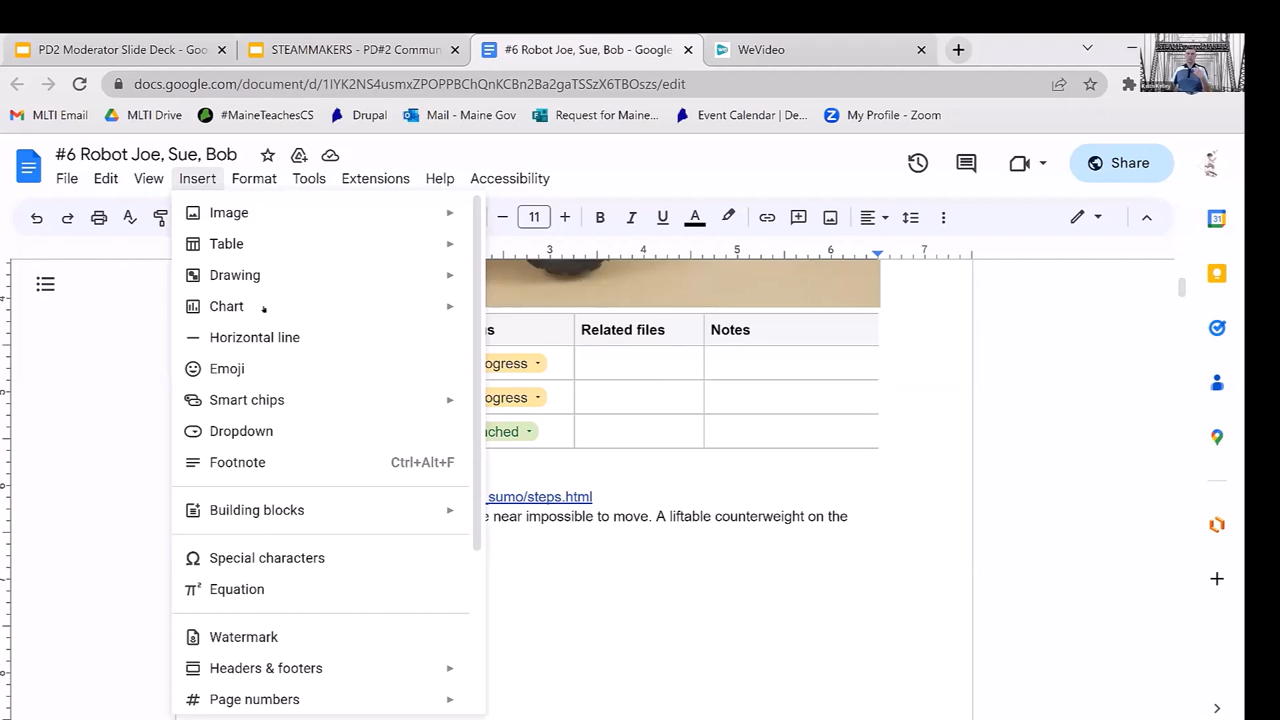 PD2 Moderator Slide Deck - Goo
STEAMMAKERS - PD#2 Commun
#6 Robot Joe, Sue, Bob - Google
WeVideo
docs.google.com/document/d/1IYK2NS4usmxZPOPPBChQnKCBn2Ba2gaTSSzX6TBOszs/edit
MLTI Email
MLTI Drive
#MaineTeachesCS
Drupal
Mail - Maine Gov
Request for Maine...
Event Calendar | De...
My Profile - Zoom
#6 Robot Joe, Sue, Bob
Share
File Edit View Insert Format Tools Extensions Help Accessibility
11
3 4 5 6 7
Image
Table
Drawing
Chart
Horizontal line
Emoji
Smart chips
Dropdown
Footnote Ctrl+Alt+F
Building blocks
Special characters
Equation
Watermark
Headers & footers
Page numbers
s Related files Notes
ogress
ogress
ched
_sumo/steps.html
e near impossible to move. A liftable counterweight on the